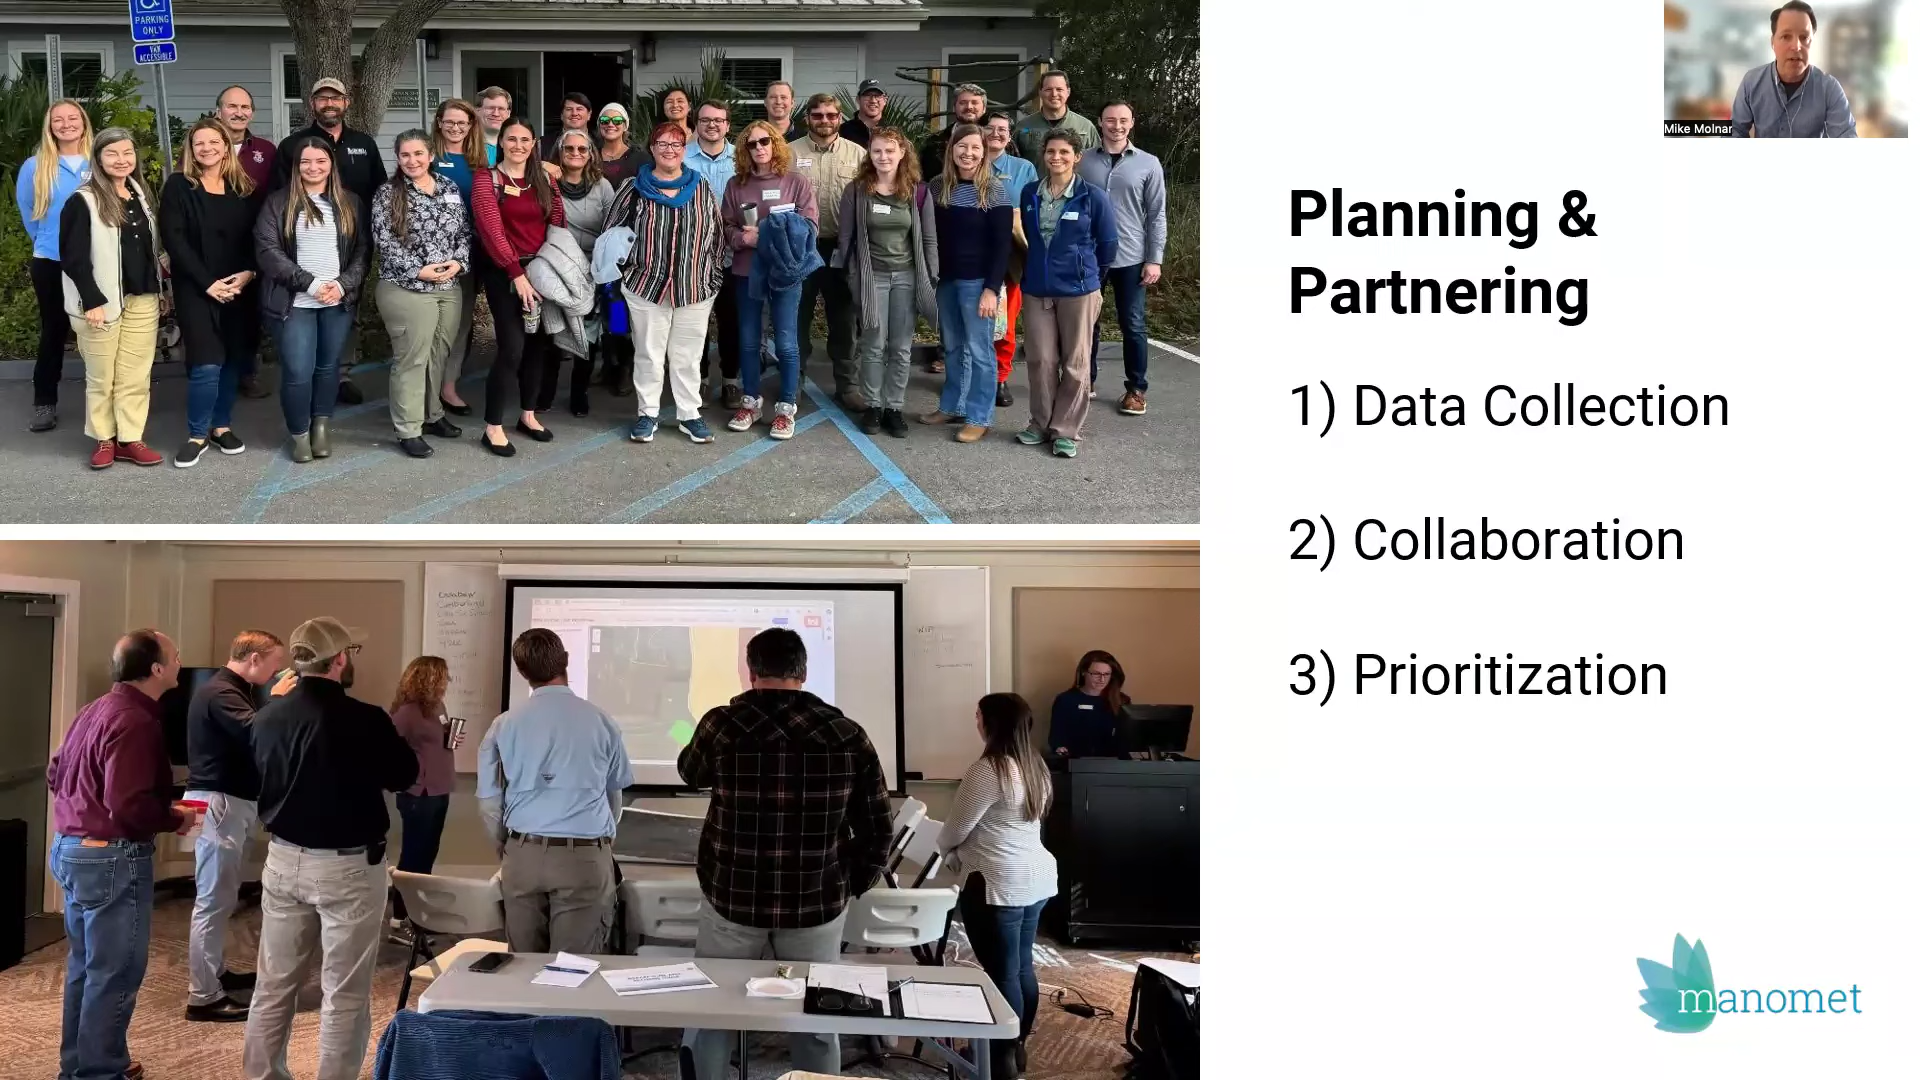 PARKING
ONLY
VAN
ACCESSIBLE
Mike Molnar
Planning &
Partnering
1) Data Collection
2) Collaboration
3) Prioritization
manomet